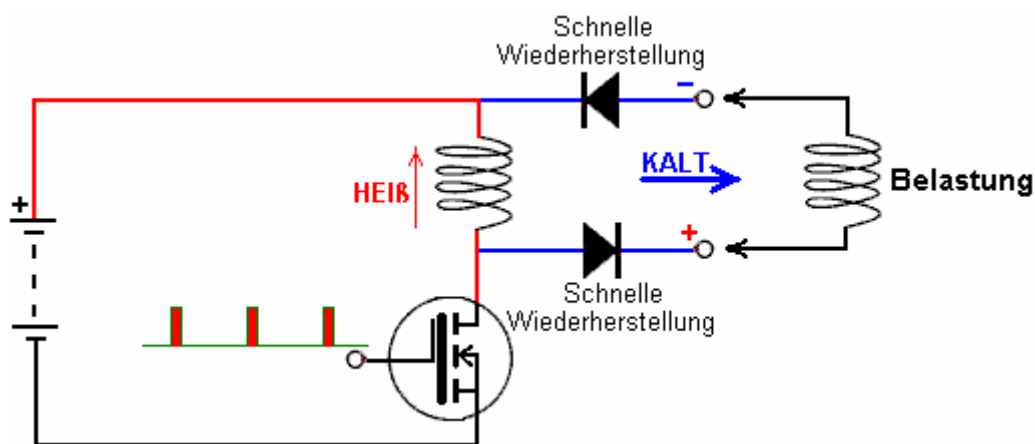 Schnelle
Wiederherstellung
−
KALT
HEIß
Belastung
+
+
Schnelle
Wiederherstellung